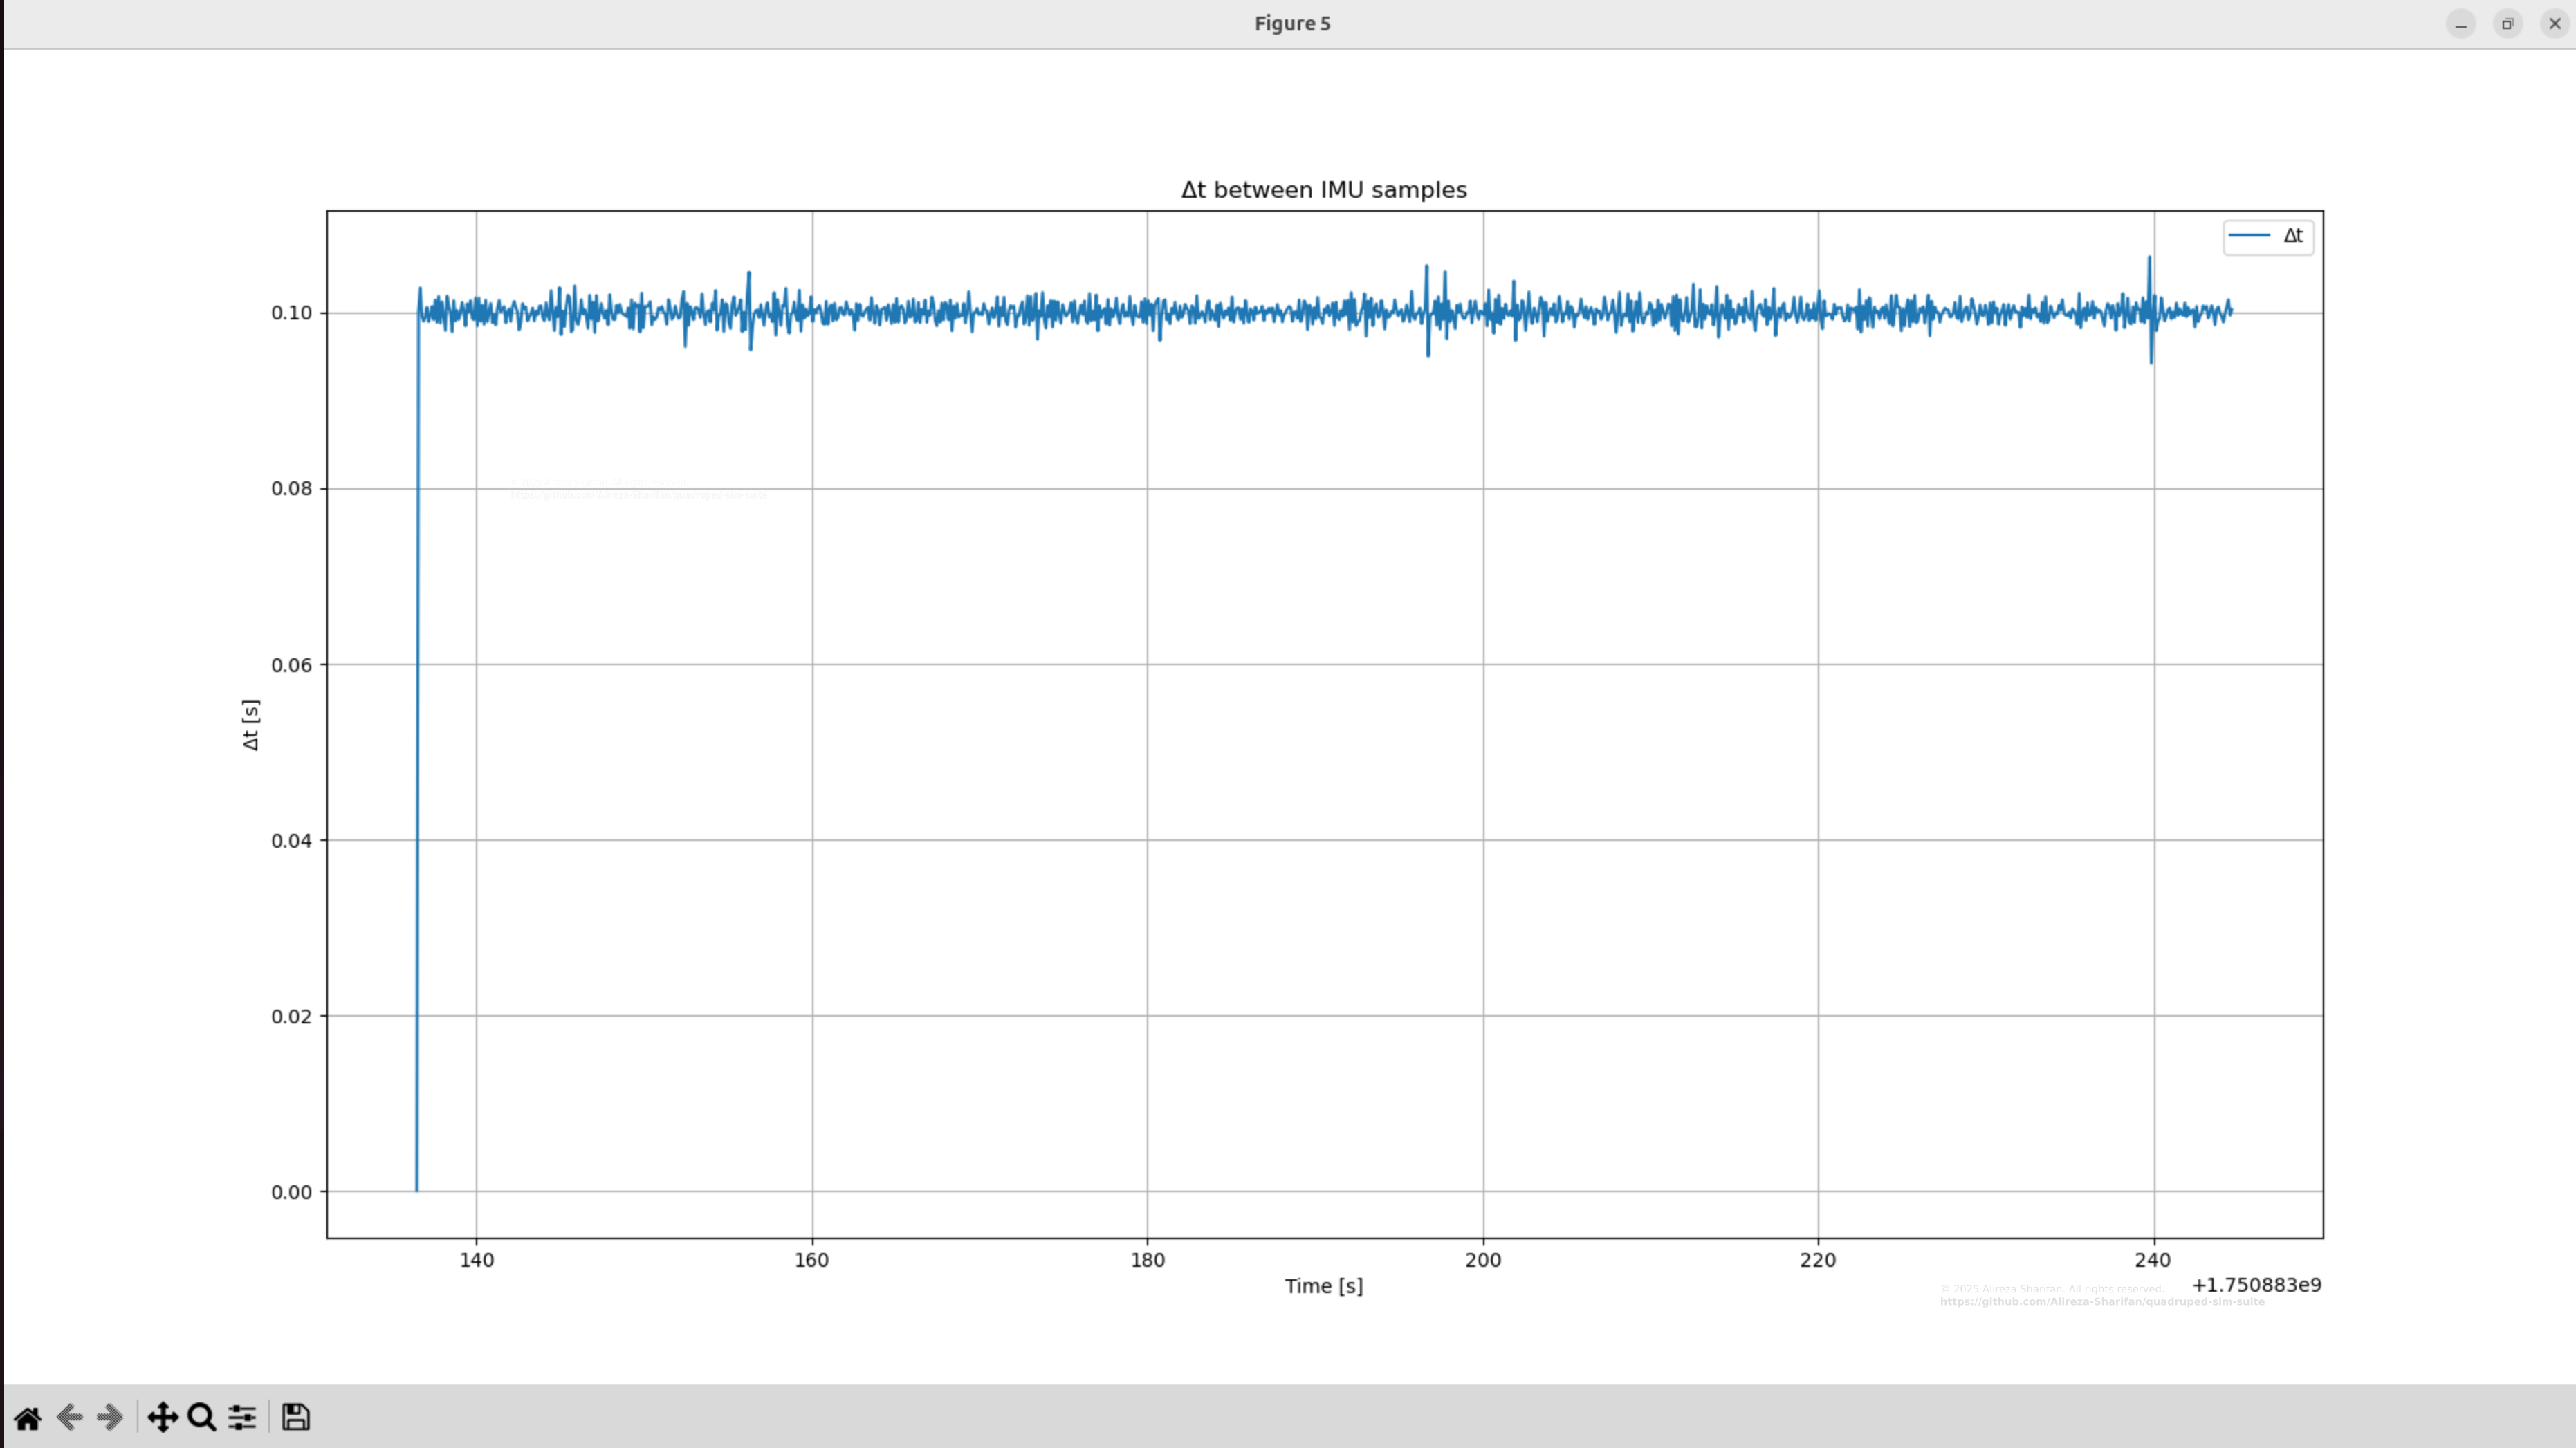 Figure 5
Δt between IMU samples
Δt
0.10
0.08
0.06
0.04
0.02
0.00
Δt [s]
140 160 180 200 220 240
Time [s]
+1.750883e9
© 2025 Alireza Sharifan. All rights reserved.
https://github.com/Alireza-Sharifan/quadruped-sim-suite